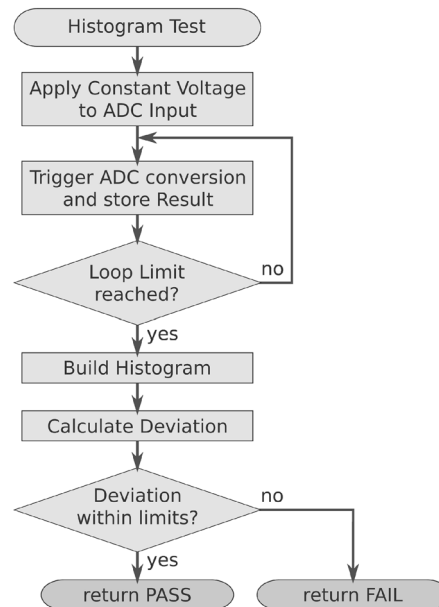 Histogram Test
Apply Constant Voltage
to ADC Input
Trigger ADC conversion
and store Result
Loop Limit
reached?
no
yes
Build Histogram
Calculate Deviation
Deviation
within limits?
no
yes
return PASS
return FAIL